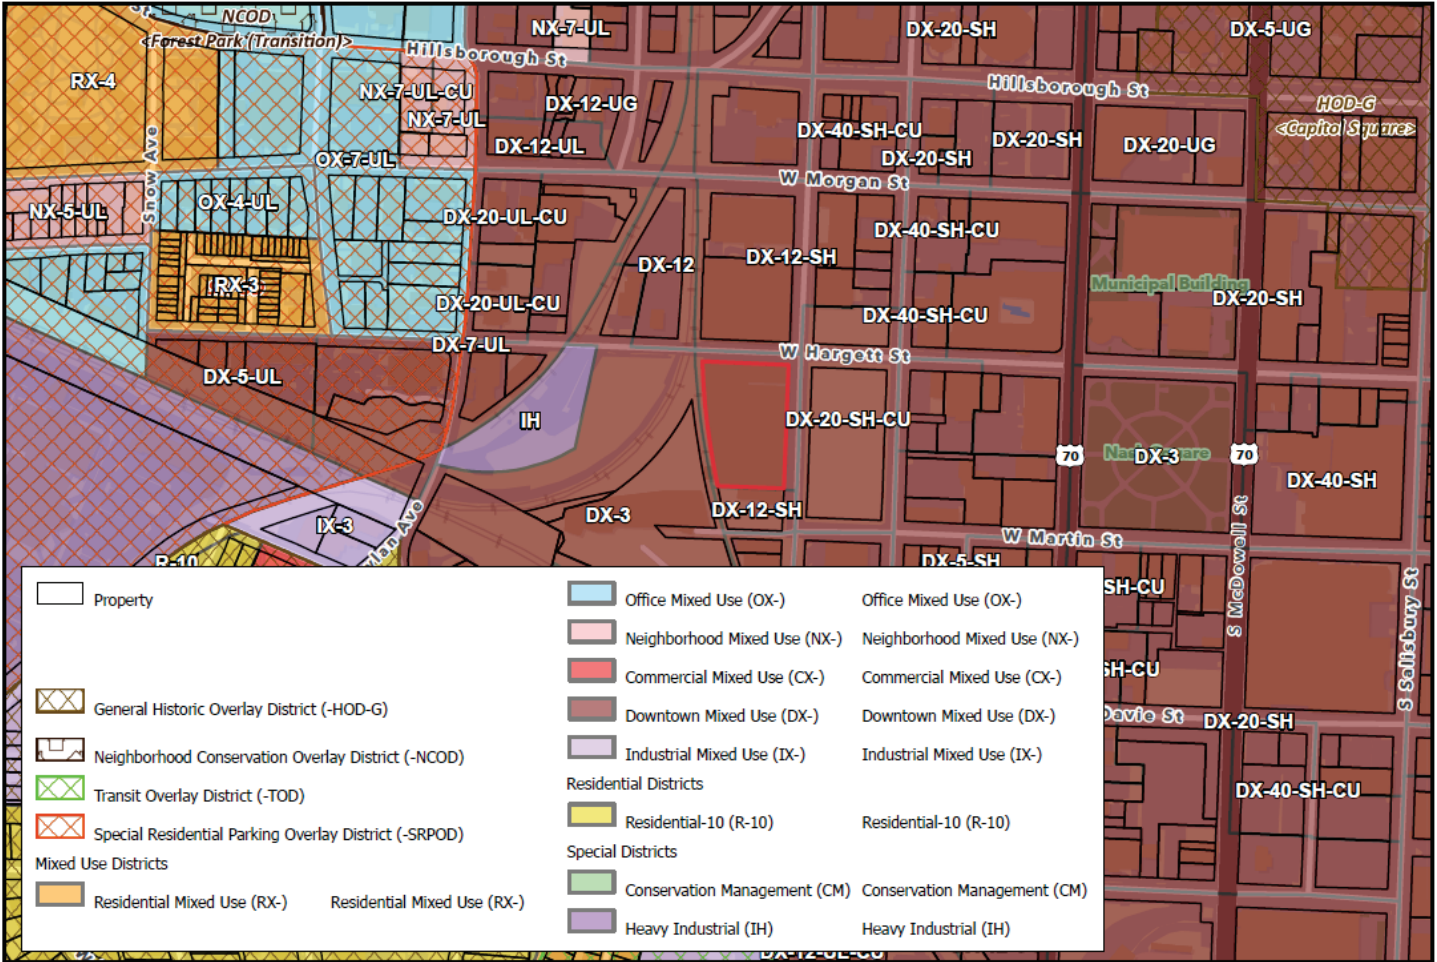 St
NCOD
<Forest Park (Transition)>
NX-7-UL
DX-20-SH
DX-5-UG
Hillsborough St
RX-4
NX-7-UL-CU
DX-12-UG
Hillsborough St
HOD-G
<Capitol Square>
NX-7-UL
DX-40-SH-CU
DX-20-SH
DX-20-UG
DX-12-UL
OX-7-UL
DX-20-SH
W Morgan St
Snow Ave
OX-4-UL
NX-5-UL
DX-20-UL-CU
DX-40-SH-CU
DX-12
DX-12-SH
RX-3
Municipal Building
DX-20-SH
DX-20-UL-CU
DX-40-SH-CU
DX-7-UL
W Hargett St
DX-5-UL
IH
DX-20-SH-CU
70
Nash Square
DX-3
70
DX-40-SH
DX-12-SH
DX-3
IX-3
W Martin St
R-10
DX-5-SH
SH-CU
S McDowell St
S Salisbury St
SH-CU
Davie St
DX-20-SH
DX-40-SH-CU
DX-12-UL-CU
Property
General Historic Overlay District (-HOD-G)
Neighborhood Conservation Overlay District (-NCOD)
Transit Overlay District (-TOD)
Special Residential Parking Overlay District (-SRPOD)
Mixed Use Districts
Residential Mixed Use (RX-) Residential Mixed Use (RX-)
Office Mixed Use (OX-) Office Mixed Use (OX-)
Neighborhood Mixed Use (NX-) Neighborhood Mixed Use (NX-)
Commercial Mixed Use (CX-) Commercial Mixed Use (CX-)
Downtown Mixed Use (DX-) Downtown Mixed Use (DX-)
Industrial Mixed Use (IX-) Industrial Mixed Use (IX-)
Residential Districts
Residential-10 (R-10) Residential-10 (R-10)
Special Districts
Conservation Management (CM) Conservation Management (CM)
Heavy Industrial (IH) Heavy Industrial (IH)